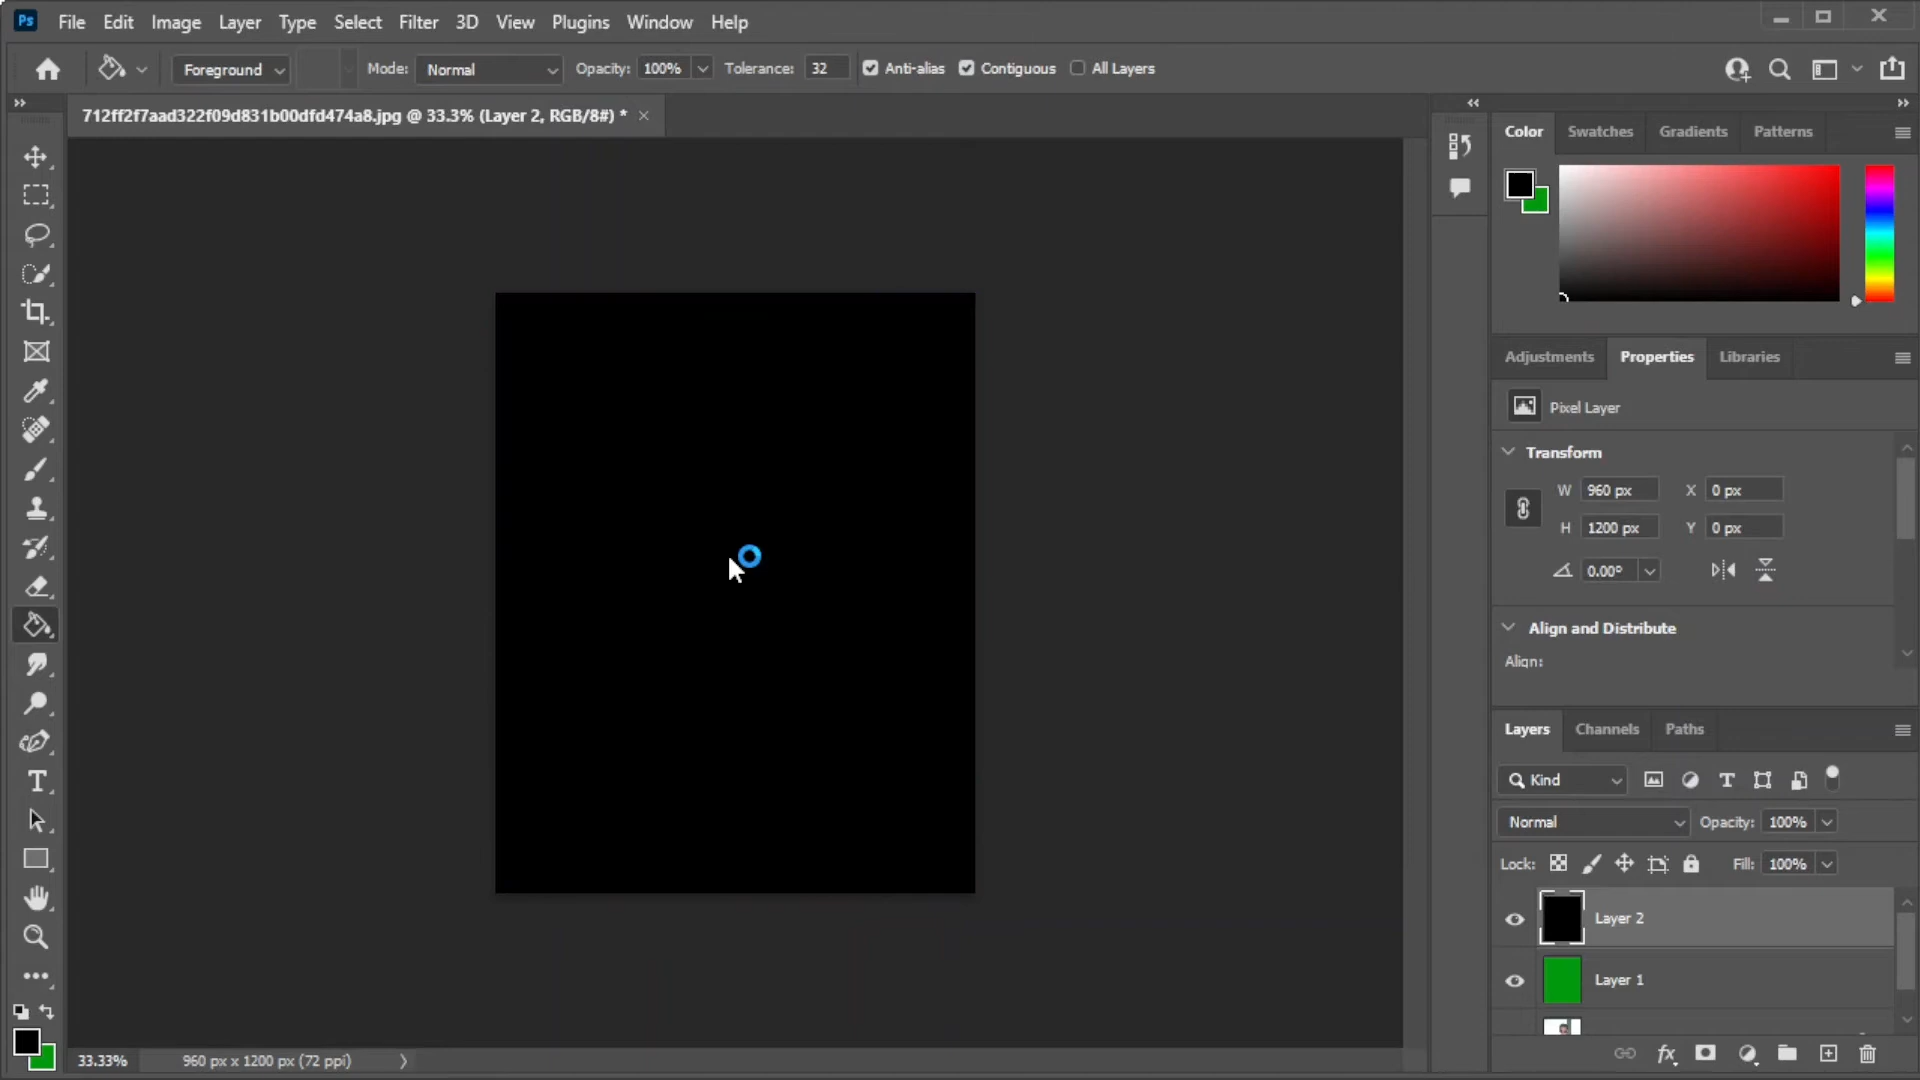 Ps File Edit Image Layer Type Select Filter 3D View Plugins Window Help
Foreground Mode: Normal Opacity: 100% Tolerance: 32 Anti-alias Contiguous All Layers
712ff2f7aad322f09d831b00dfd474a8.jpg @ 33.3% (Layer 2, RGB/8#) *
Color Swatches Gradients Patterns
Adjustments Properties Libraries
Pixel Layer
Transform
W 960 px X 0 px
H 1200 px Y 0 px
0.00°
Align and Distribute
Align:
Layers Channels Paths
Kind
Normal Opacity: 100%
Lock: Fill: 100%
Layer 2
Layer 1
33.33% 960 px x 1200 px (72 ppi)